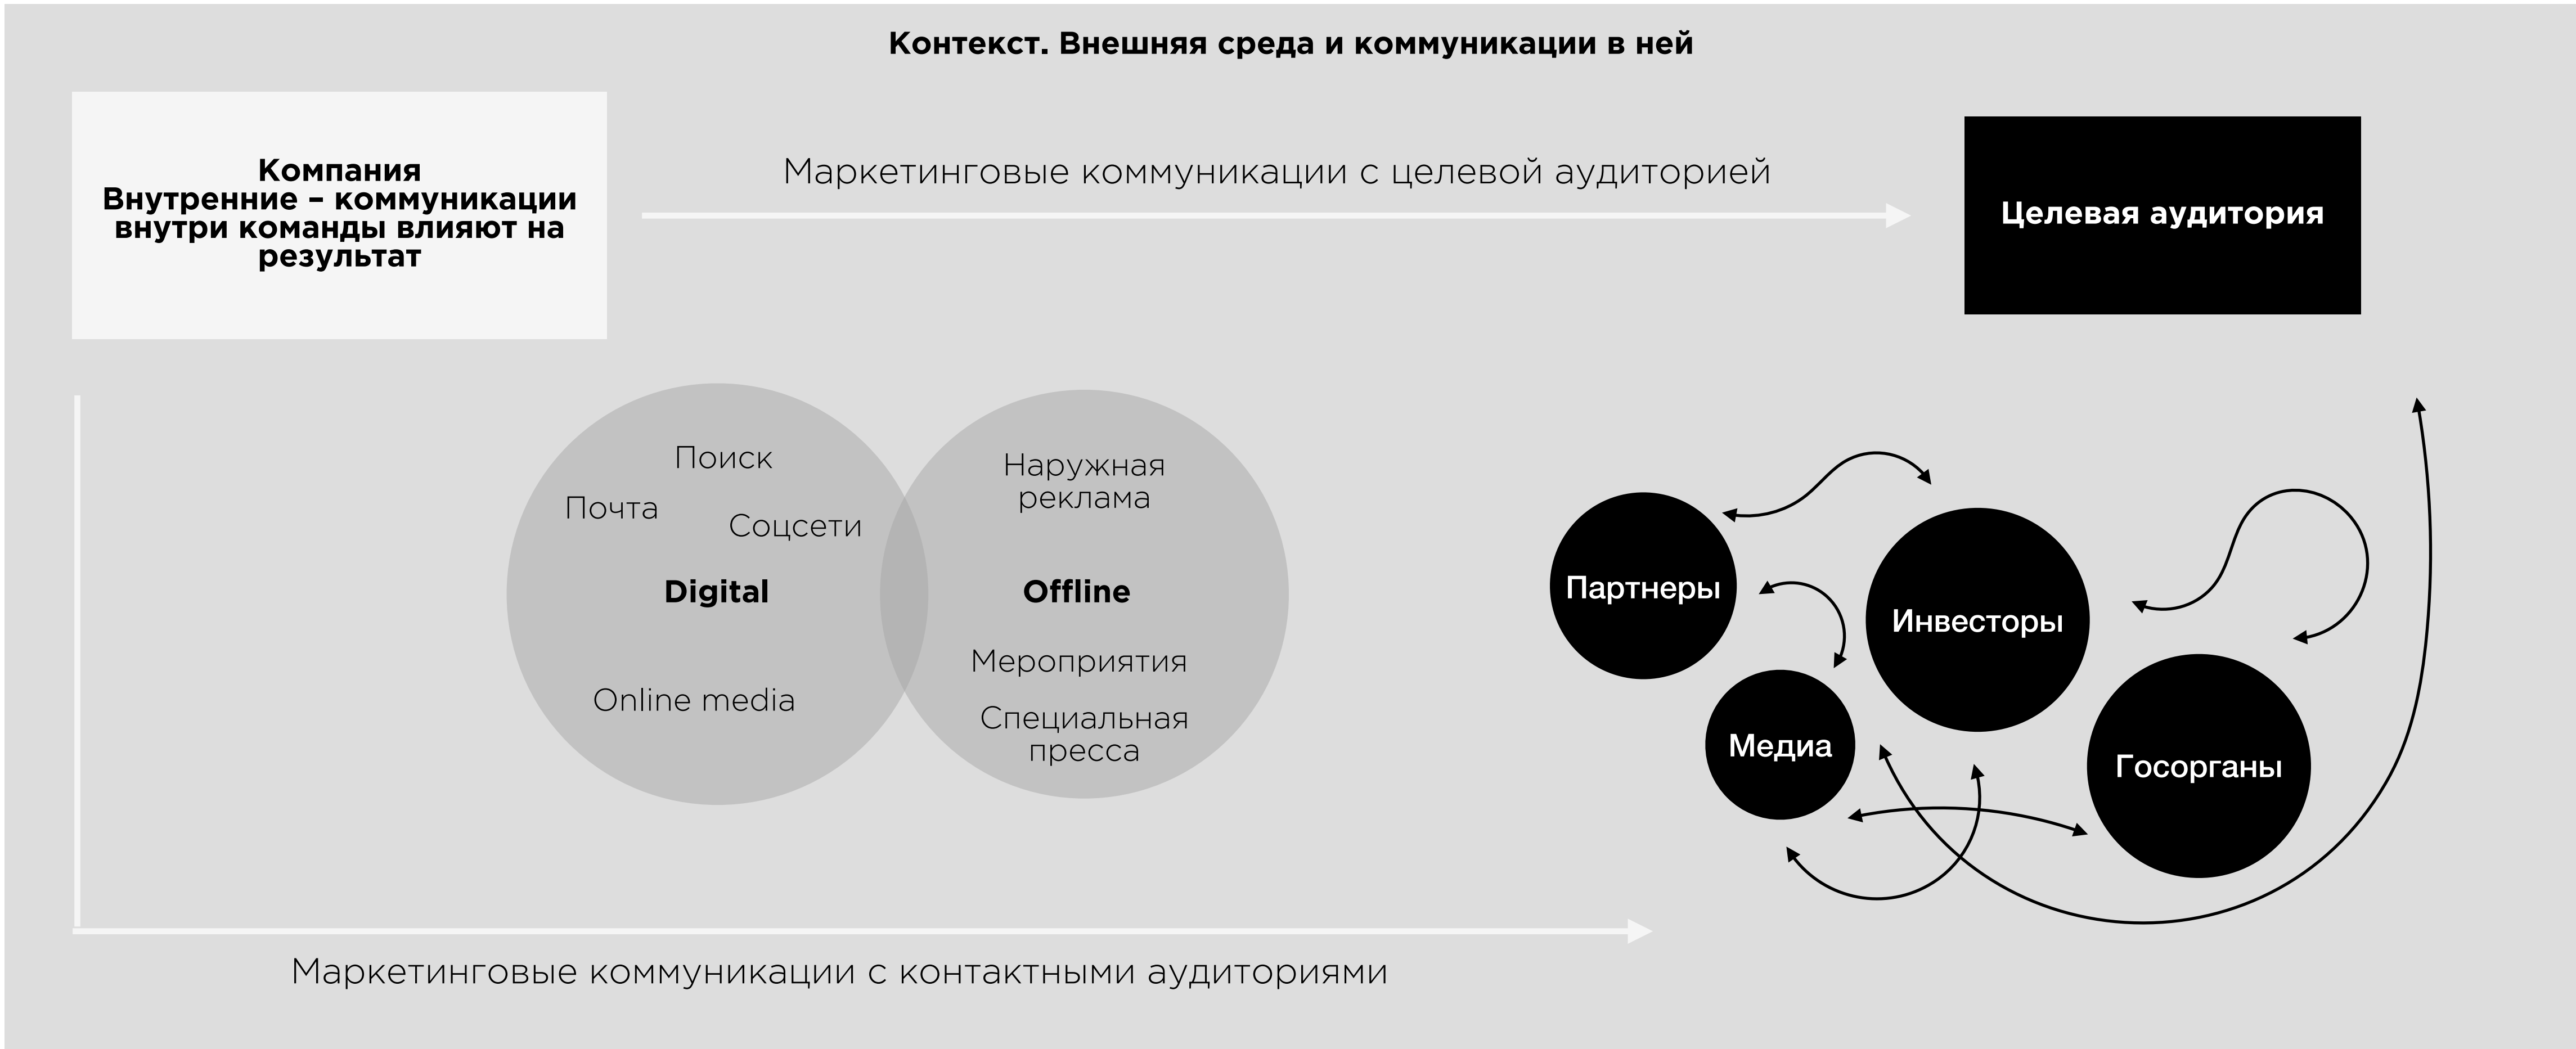 Контекст. Внешняя среда и коммуникации в ней
Компания
Внутренние – коммуникации
внутри команды влияют на
результат
Маркетинговые коммуникации с целевой аудиторией
Целевая аудитория
Поиск
Почта
Соцсети
Digital
Online media
Наружная
реклама
Offline
Мероприятия
Специальная
пресса
Партнеры
Инвесторы
Медиа
Госорганы
Маркетинговые коммуникации с контактными аудиториями